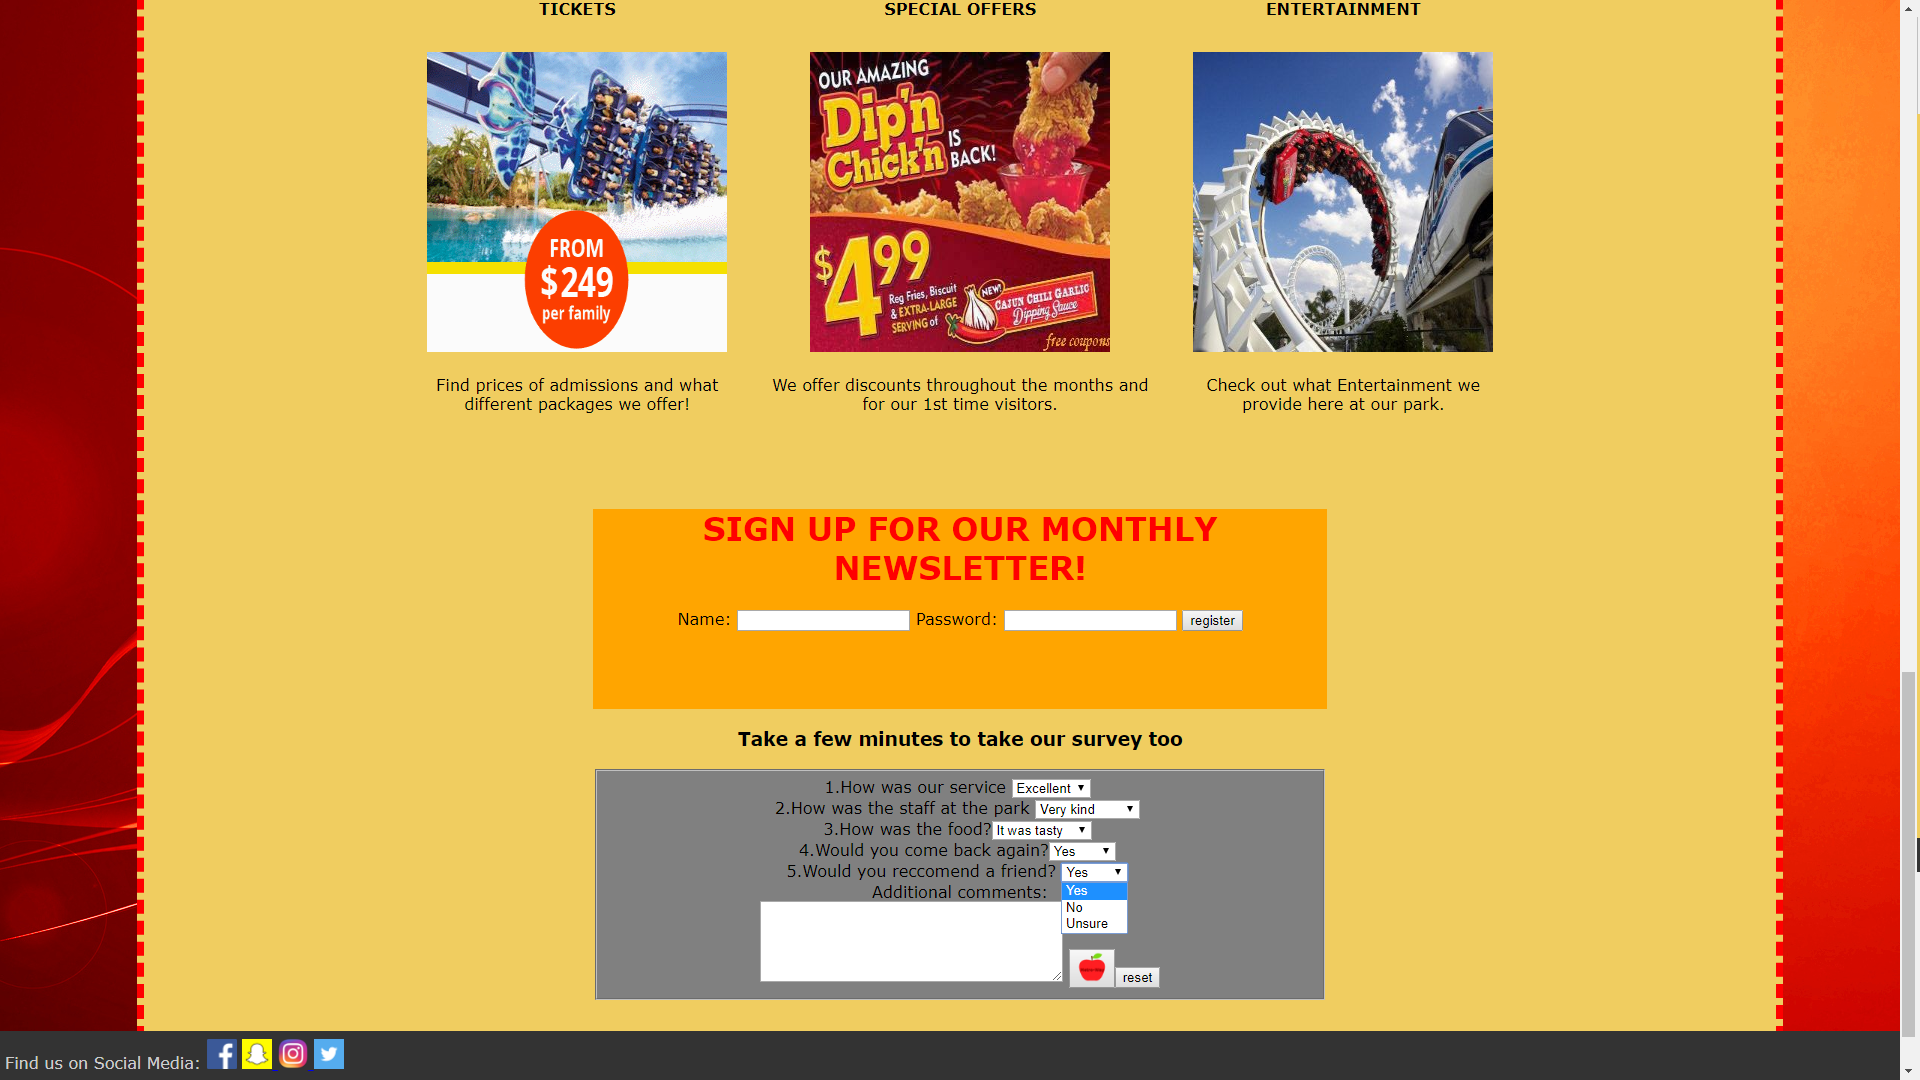 TICKETS
SPECIAL OFFERS
ENTERTAINMENT
FROM
$249
per family
OUR AMAZING
Dip'n
Chick'n
IS
BACK!
$4.99
Reg Fries, Biscuit
& EXTRA-LARGE
SERVING of
NEW!
CAJUN CHILI GARLIC
Dipping Sauce
free coupons
Find prices of admissions and what
different packages we offer!
We offer discounts throughout the months and
for our 1st time visitors.
Check out what Entertainment we
provide here at our park.
SIGN UP FOR OUR MONTHLY
NEWSLETTER!
Name: Password: register
Take a few minutes to take our survey too
1.How was our service Excellent
2.How was the staff at the park Very kind
3.How was the food? It was tasty
4.Would you come back again? Yes
5.Would you reccomend a friend? Yes
Yes
No
Unsure
Additional comments:
reset
Find us on Social Media: